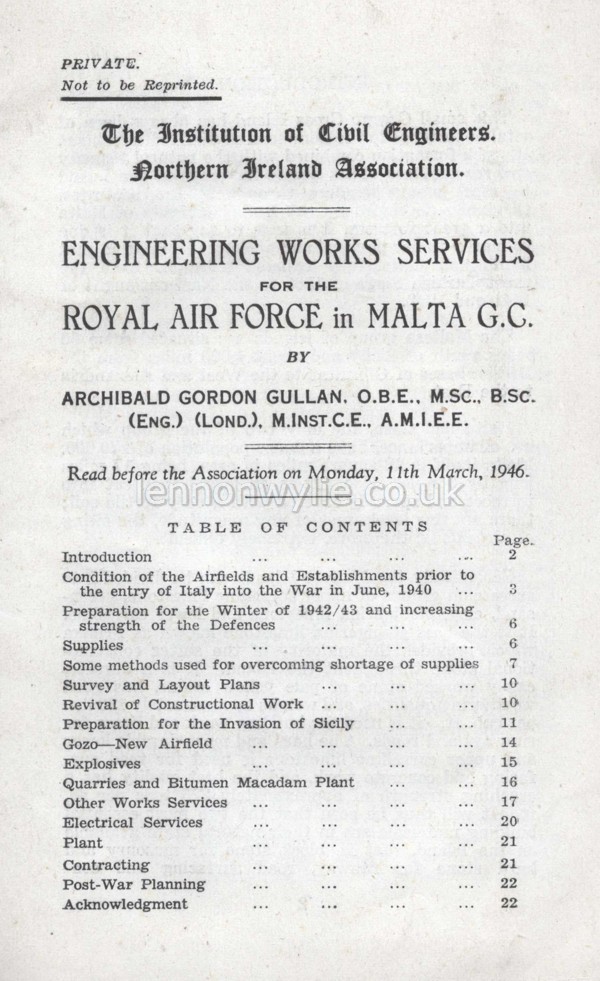 PRIVATE.
Not to be Reprinted.
The Institution of Civil Engineers.
Northern Ireland Association.
ENGINEERING WORKS SERVICES
FOR THE
ROYAL AIR FORCE in MALTA G.C.
BY
ARCHIBALD GORDON GULLAN, O.B.E., M.SC., B.SC.
(ENG.) (LOND.), M.INST.C.E., A.M.I.E.E.
Read before the Association on Monday, 11th March, 1946.
lennonwylie.co.uk
TABLE OF CONTENTS
Page.
Introduction ... ... ... ... 2
Condition of the Airfields and Establishments prior to
the entry of Italy into the War in June, 1940 ... 3
Preparation for the Winter of 1942/43 and increasing
strength of the Defences ... ... ... 6
Supplies ... ... ... ... 6
Some methods used for overcoming shortage of supplies 7
Survey and Layout Plans ... ... ... 10
Revival of Constructional Work ... ... ... 10
Preparation for the Invasion of Sicily ... ... 11
Gozo—New Airfield ... ... ... ... 14
Explosives ... ... ... ... 15
Quarries and Bitumen Macadam Plant ... ... 16
Other Works Services ... ... ... ... 17
Electrical Services ... ... ... ... 20
Plant ... ... ... ... 21
Contracting ... ... ... ... 21
Post-War Planning ... ... ... ... 22
Acknowledgment ... ... ... ... 22